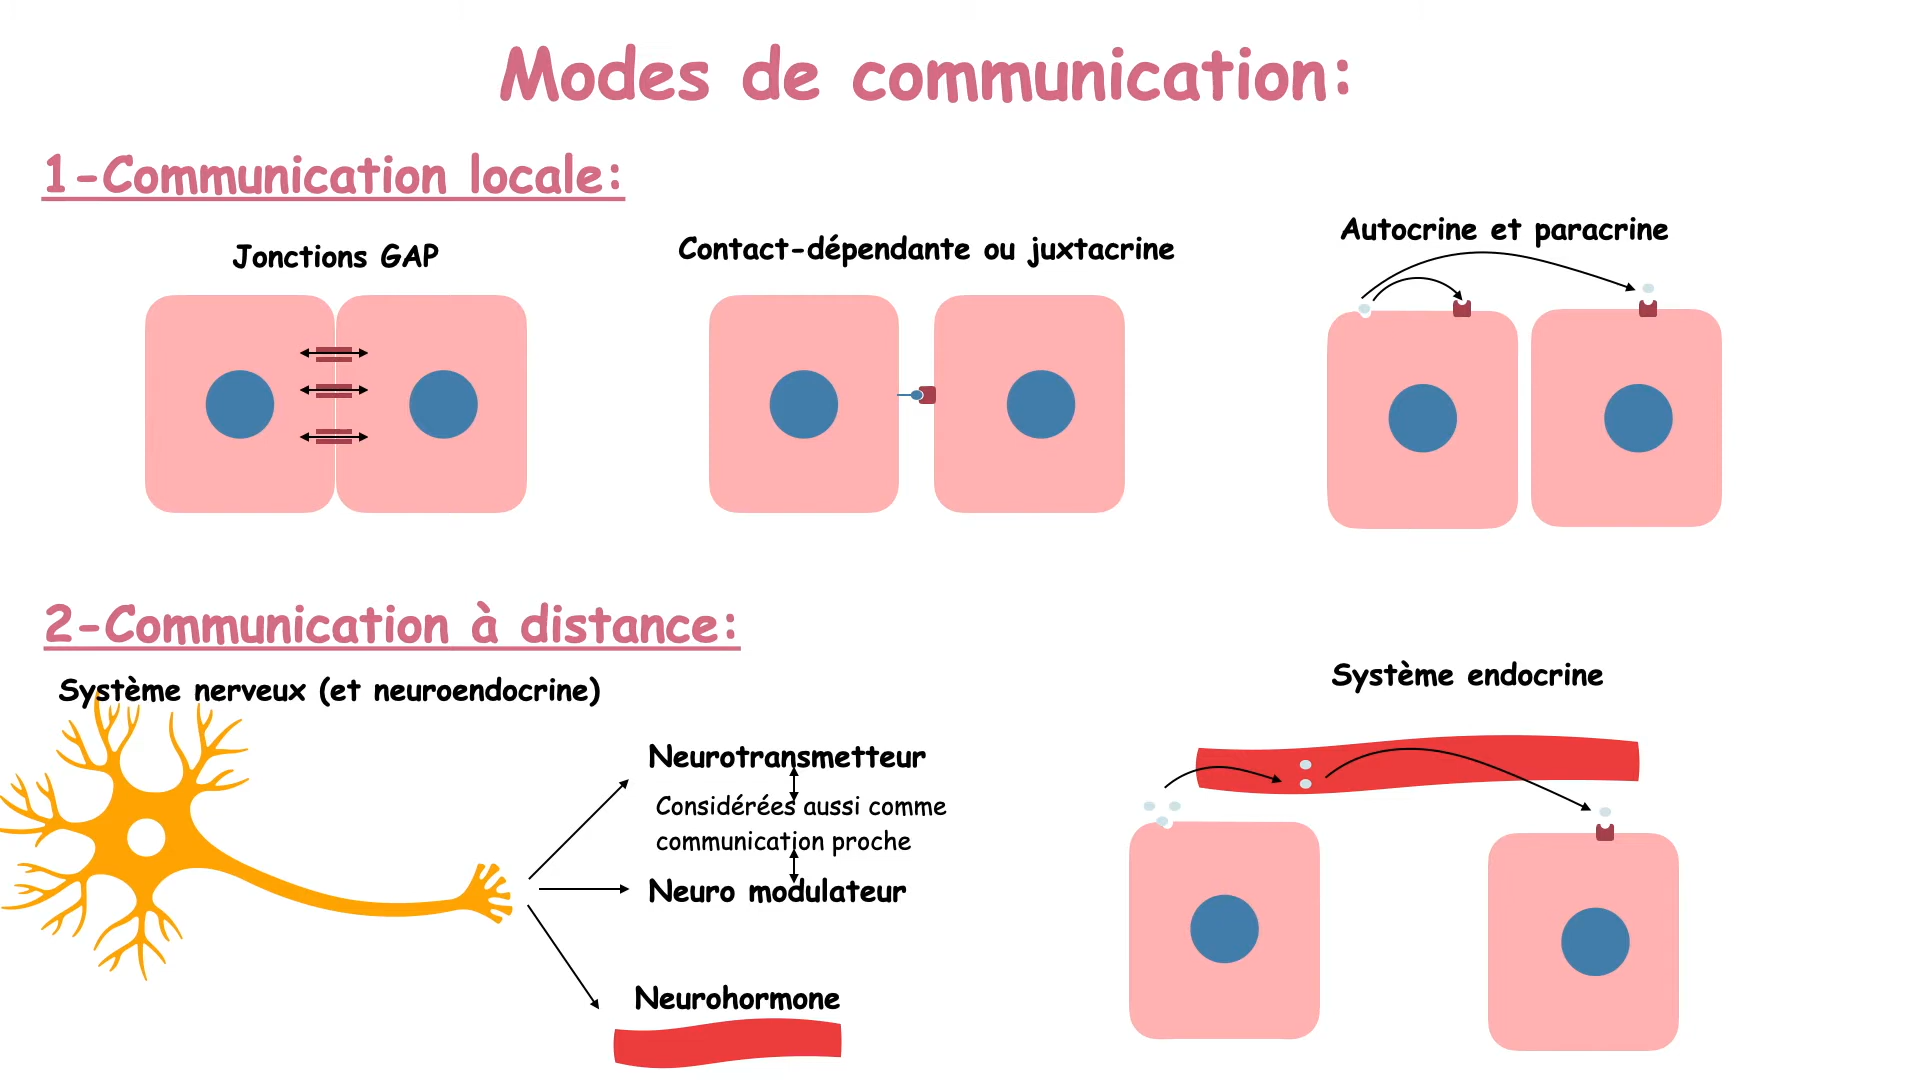 Modes de communication:
1-Communication locale:
Jonctions GAP
Contact-dépendante ou juxtacrine
Autocrine et paracrine
2-Communication à distance:
Système nerveux (et neuroendocrine)
Neurotransmetteur
Considérées aussi comme
communication proche
Neuro modulateur
Neurohormone
Système endocrine